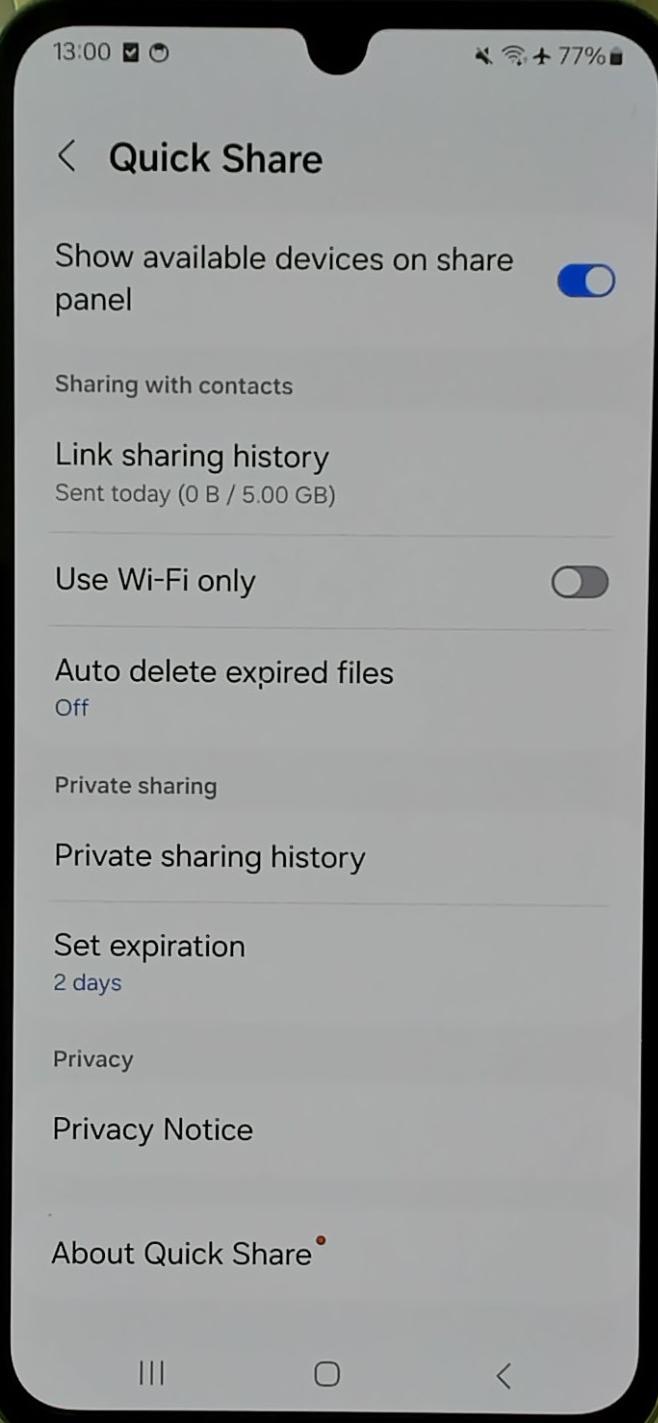 13:00 77%
Quick Share
Show available devices on share
panel
Sharing with contacts
Link sharing history
Sent today (0 B / 5.00 GB)
Use Wi-Fi only
Auto delete expired files
Off
Private sharing
Private sharing history
Set expiration
2 days
Privacy
Privacy Notice
About Quick Share